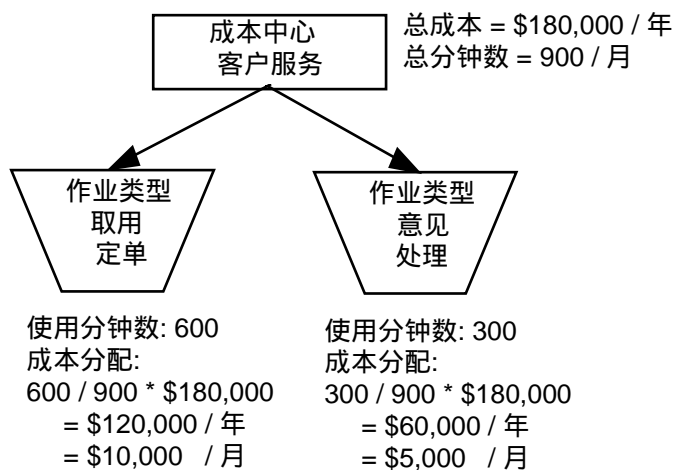 成本中心
客户服务
总成本 = $180,000 / 年
总分钟数 = 900 / 月
作业类型
取用
定单
作业类型
意见
处理
使用分钟数: 600
成本分配:
600 / 900 * $180,000
= $120,000 / 年
= $10,000 / 月
使用分钟数: 300
成本分配:
300 / 900 * $180,000
= $60,000 / 年
= $5,000 / 月